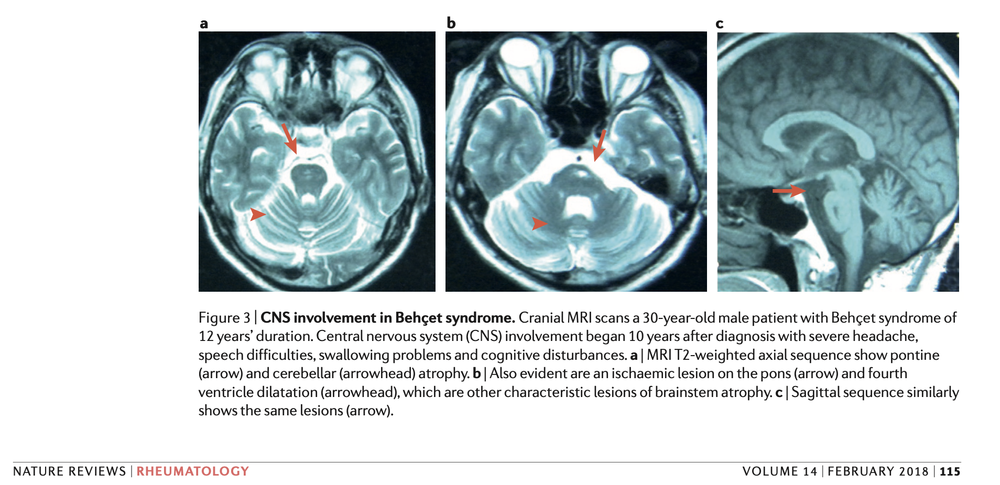 a
b
c
Figure 3 | CNS involvement in Behçet syndrome. Cranial MRI scans a 30-year-old male patient with Behçet syndrome of
12 years’ duration. Central nervous system (CNS) involvement began 10 years after diagnosis with severe headache,
speech difficulties, swallowing problems and cognitive disturbances. a | MRI T2-weighted axial sequence show pontine
(arrow) and cerebellar (arrowhead) atrophy. b | Also evident are an ischaemic lesion on the pons (arrow) and fourth
ventricle dilatation (arrowhead), which are other characteristic lesions of brainstem atrophy. c | Sagittal sequence similarly
shows the same lesions (arrow).
NATURE REVIEWS | RHEUMATOLOGY
VOLUME 14 | FEBRUARY 2018 | 115